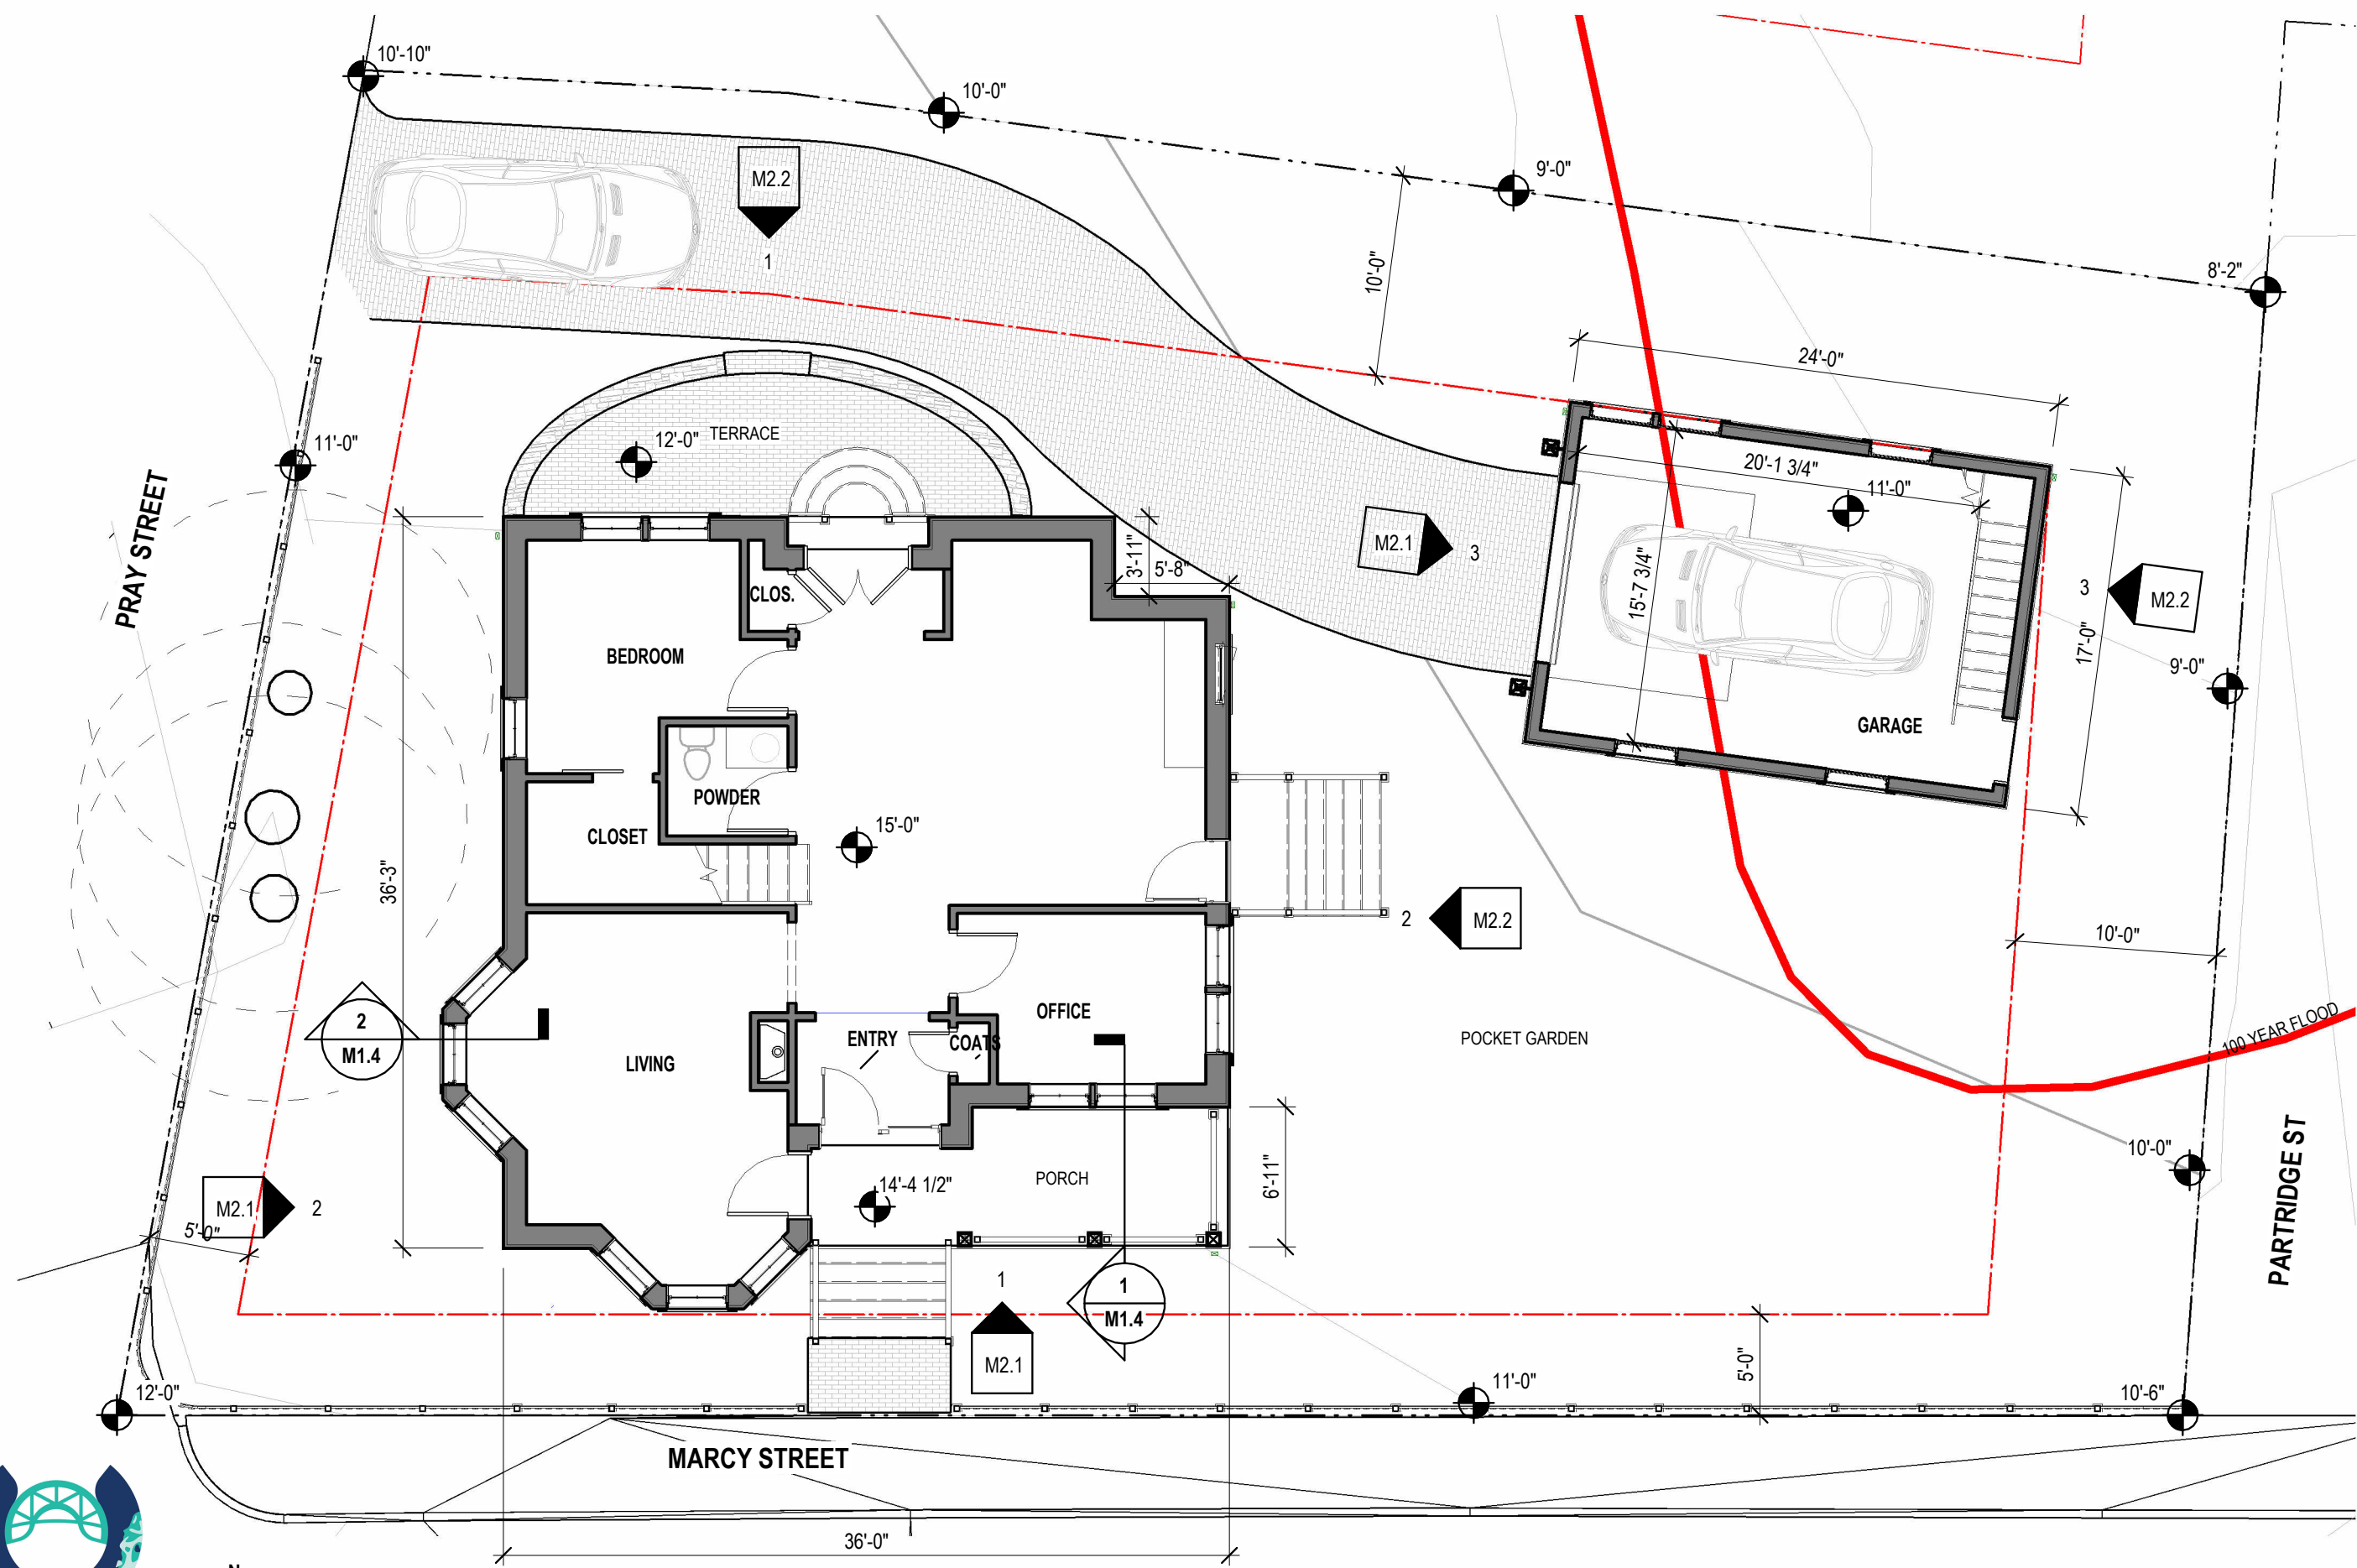 10'-10"
10'-0"
M2.2
1
9'-0"
10'-0"
8'-2"
24'-0"
11'-0"
12'-0"
TERRACE
20'-1 3/4"
11'-0"
PRAY STREET
M2.1
3
3'-11"
5'-8"
15'-7 3/4"
CLOS.
3
M2.2
17'-0"
BEDROOM
9'-0"
GARAGE
POWDER
15'-0"
CLOSET
36'-3"
2
M2.2
10'-0"
2
M1.4
OFFICE
ENTRY
COATS
LIVING
POCKET GARDEN
100 YEAR FLOOD
10'-0"
PARTRIDGE ST
M2.1
2
5'-0"
14'-4 1/2"
PORCH
6'-11"
1
1
M1.4
M2.1
5'-0"
12'-0"
11'-0"
10'-6"
MARCY STREET
36'-0"
N